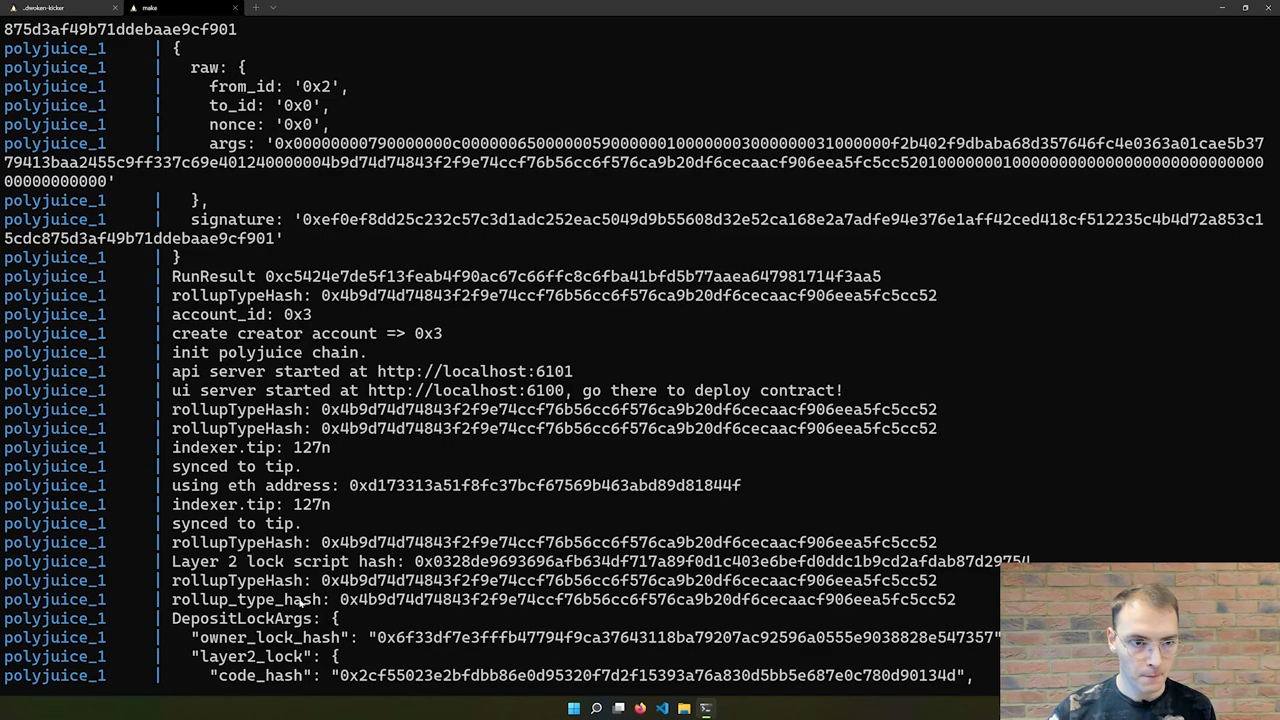 ..dwoken-kicker
make
875d3af49b71ddebaae9cf901
polyjuice_1 | {
polyjuice_1 | raw: {
polyjuice_1 | from_id: '0x2',
polyjuice_1 | to_id: '0x0',
polyjuice_1 | nonce: '0x0',
polyjuice_1 | args:
polyjuice_1 | },
polyjuice_1 | signature: '0xef0ef8dd25c232c57c3d1adc252eac5049d9b55608d32e52ca168e2a7adfe94e376e1aff42ced418cf512235c4b4d72a853c1
5cdc875d3af49b71ddebaae9cf901'
polyjuice_1 | }
polyjuice_1 | RunResult 0xc5424e7de5f13feab4f90ac67c66ffc8c6fba41bfd5b77aaea647981714f3aa5
polyjuice_1 | rollupTypeHash: 0x4b9d74d74843f2f9e74ccf76b56cc6f576ca9b20df6cecaacf906eea5fc5cc52
polyjuice_1 | account_id: 0x3
polyjuice_1 | create creator account => 0x3
polyjuice_1 | init polyjuice chain.
polyjuice_1 | api server started at http://localhost:6101
polyjuice_1 | ui server started at http://localhost:6100, go there to deploy contract!
polyjuice_1 | rollupTypeHash: 0x4b9d74d74843f2f9e74ccf76b56cc6f576ca9b20df6cecaacf906eea5fc5cc52
polyjuice_1 | rollupTypeHash: 0x4b9d74d74843f2f9e74ccf76b56cc6f576ca9b20df6cecaacf906eea5fc5cc52
polyjuice_1 | indexer.tip: 127n
polyjuice_1 | synced to tip.
polyjuice_1 | using eth address: 0xd173313a51f8fc37bcf67569b463abd89d81844f
polyjuice_1 | indexer.tip: 127n
polyjuice_1 | synced to tip.
polyjuice_1 | rollupTypeHash: 0x4b9d74d74843f2f9e74ccf76b56cc6f576ca9b20df6cecaacf906eea5fc5cc52
polyjuice_1 | Layer 2 lock script hash:
polyjuice_1 | rollupTypeHash: 0x4b9d74d74843f2f9e74ccf76b56cc6f576ca9b20df6cecaacf906eea5fc5cc52
polyjuice_1 | rollup_type_hash: 0x4b9d74d74843f2f9e74ccf76b56cc6f576ca9b20df6cecaacf906eea5fc5cc52
polyjuice_1 | DepositLockArgs: {
polyjuice_1 | "owner_lock_hash": "0x6f33df7e3fffb47794f9ca37643118ba79207ac92596a0555e9038828e547357"
polyjuice_1 | "layer2_lock": {
polyjuice_1 | "code_hash": "0x2cf55023e2bfdbb86e0d95320f7d2f15393a76a830d5bb5e687e0c780d90134d",